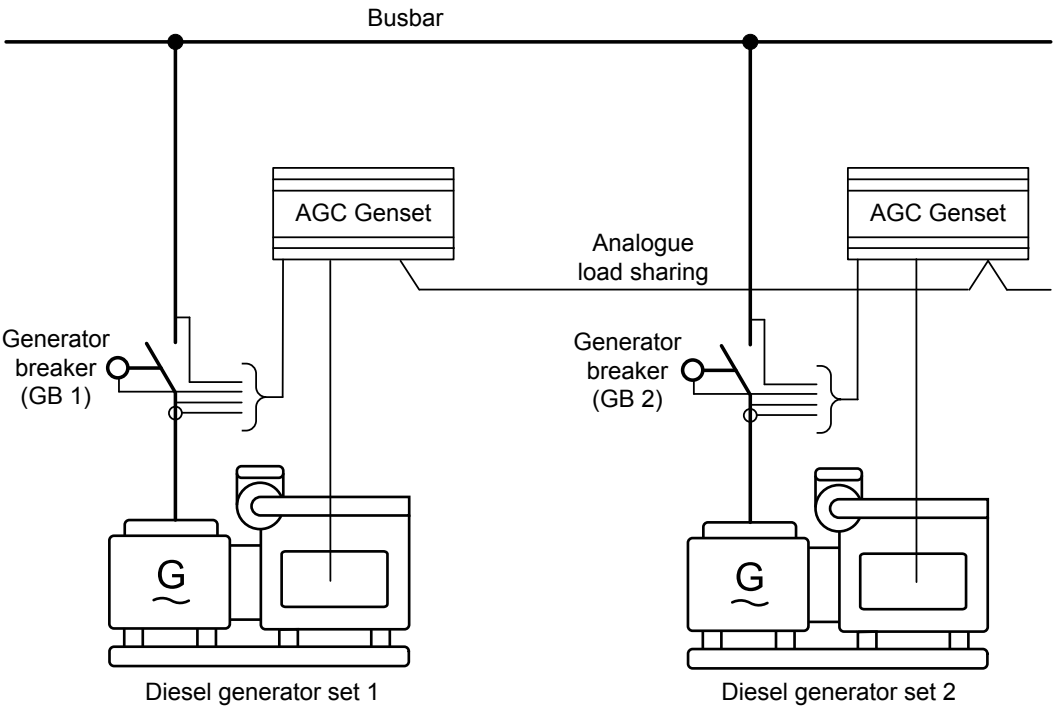 Busbar
AGC Genset
AGC Genset
Analogue
load sharing
Generator
breaker
(GB 1)
Generator
breaker
(GB 2)
G
G
Diesel generator set 1
Diesel generator set 2